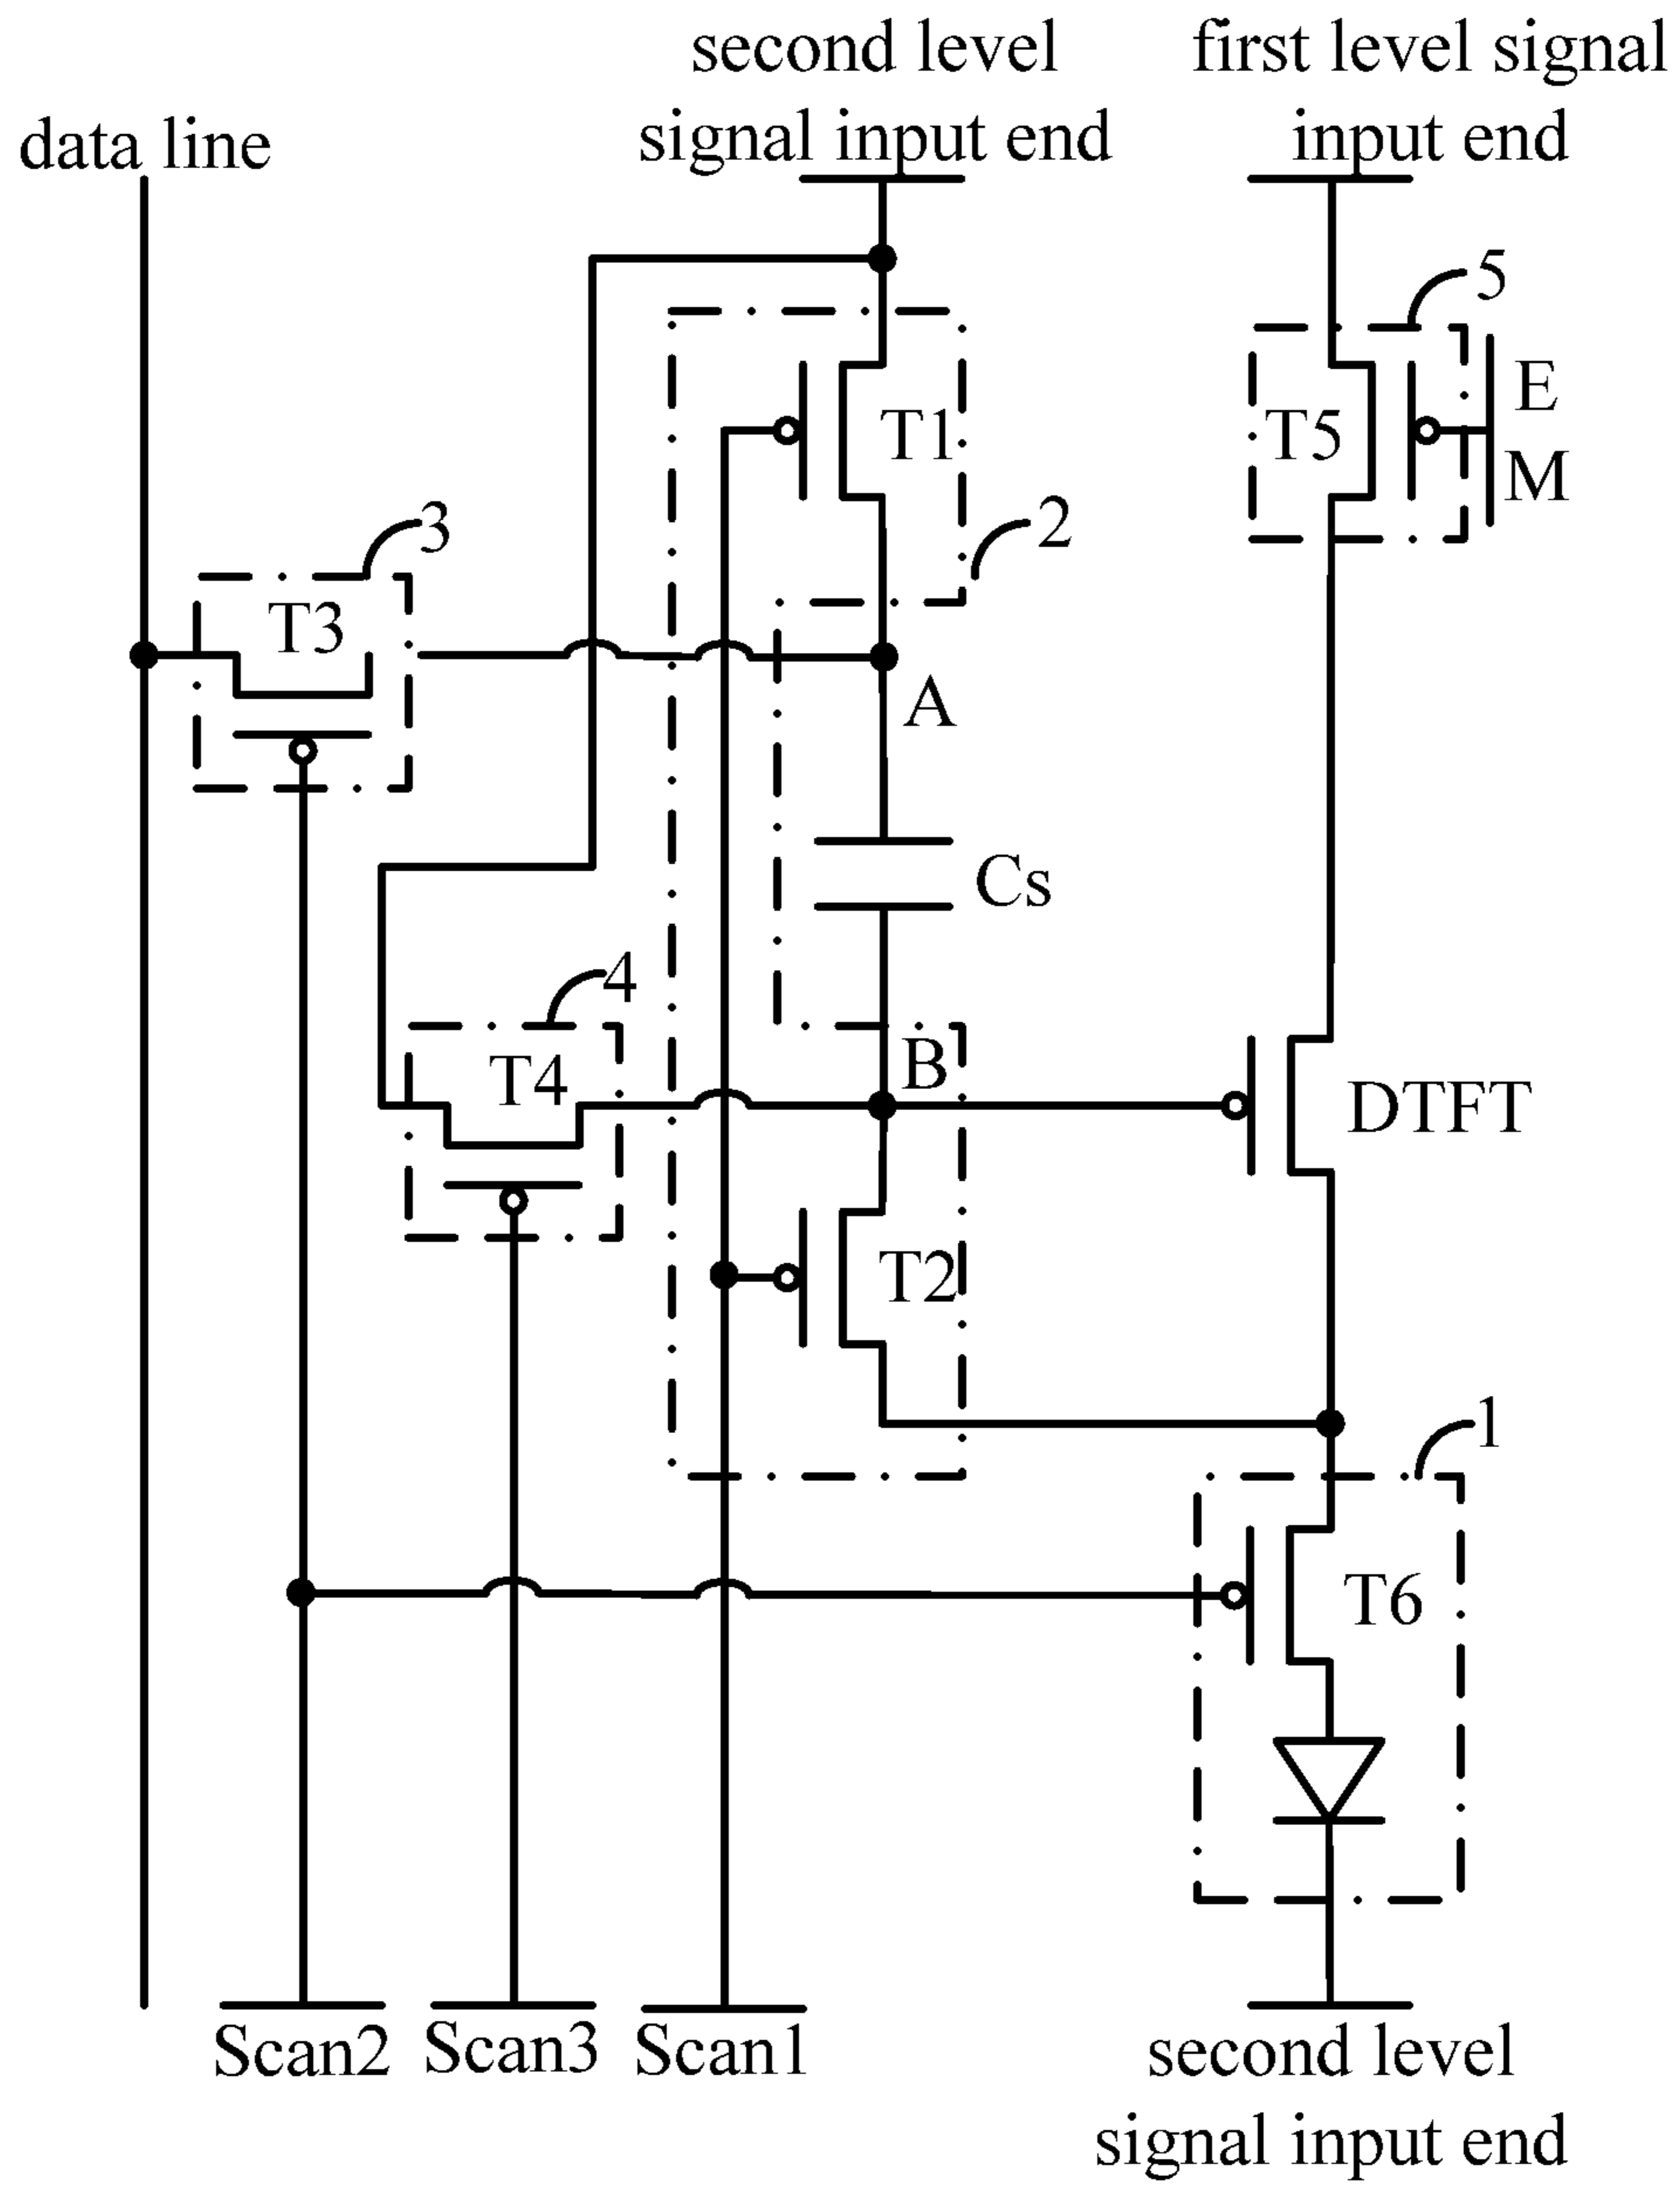 second level
signal input end
first level signal
input end
data line
5
E
M
T1
T5
2
3
T3
A
Cs
4
T4
B
DTFT
T2
1
T6
Scan2
Scan3
Scan1
second level
signal input end